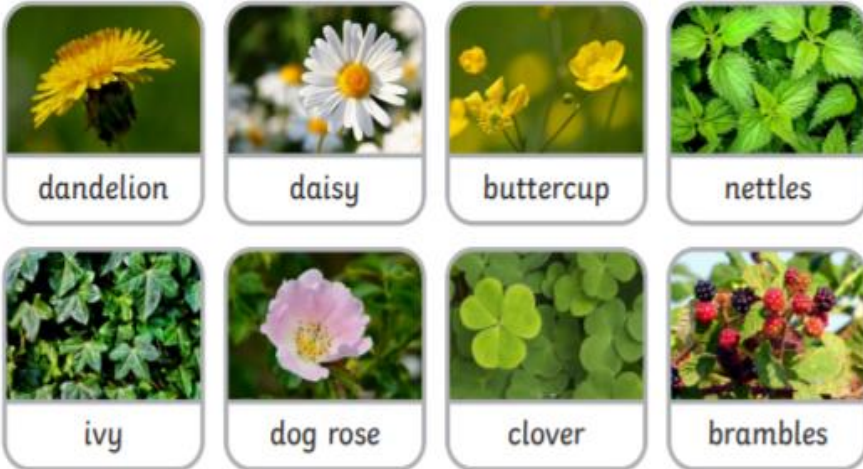 dandelion
daisy
buttercup
nettles
ivy
dog rose
clover
brambles